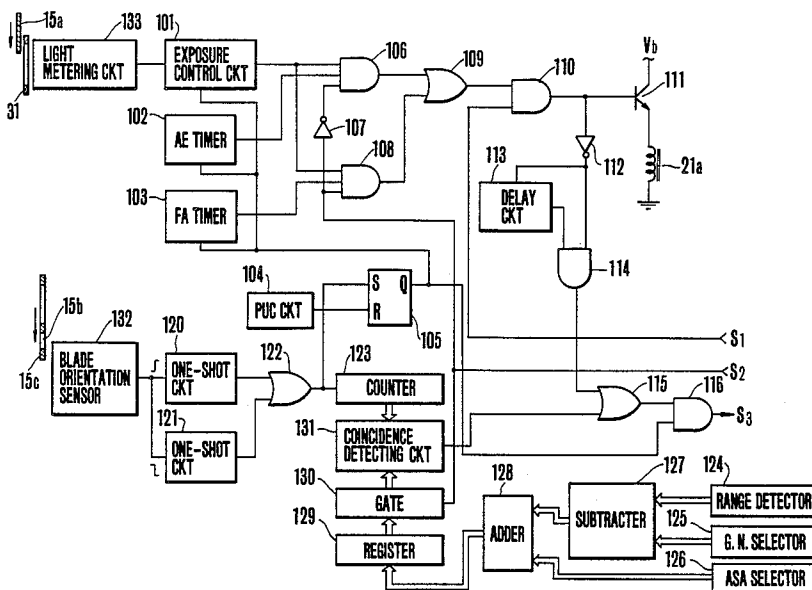 15a
133
101
LIGHT METERING CKT
EXPOSURE CONTROL CKT
31
106
109
110
Vb
111
102
AE TIMER
107
112
21a
103
FA TIMER
108
113
DELAY CKT
114
104
PUC CKT
S Q
R
105
S1
S2
15b
132
15c
BLADE ORIENTATION SENSOR
120
ONE-SHOT CKT
122
123
COUNTER
115
116
S3
121
ONE-SHOT CKT
131
COINCIDENCE DETECTING CKT
130
GATE
129
REGISTER
128
ADDER
127
SUBTRACTER
124
RANGE DETECTOR
125
G. N. SELECTOR
126
ASA SELECTOR